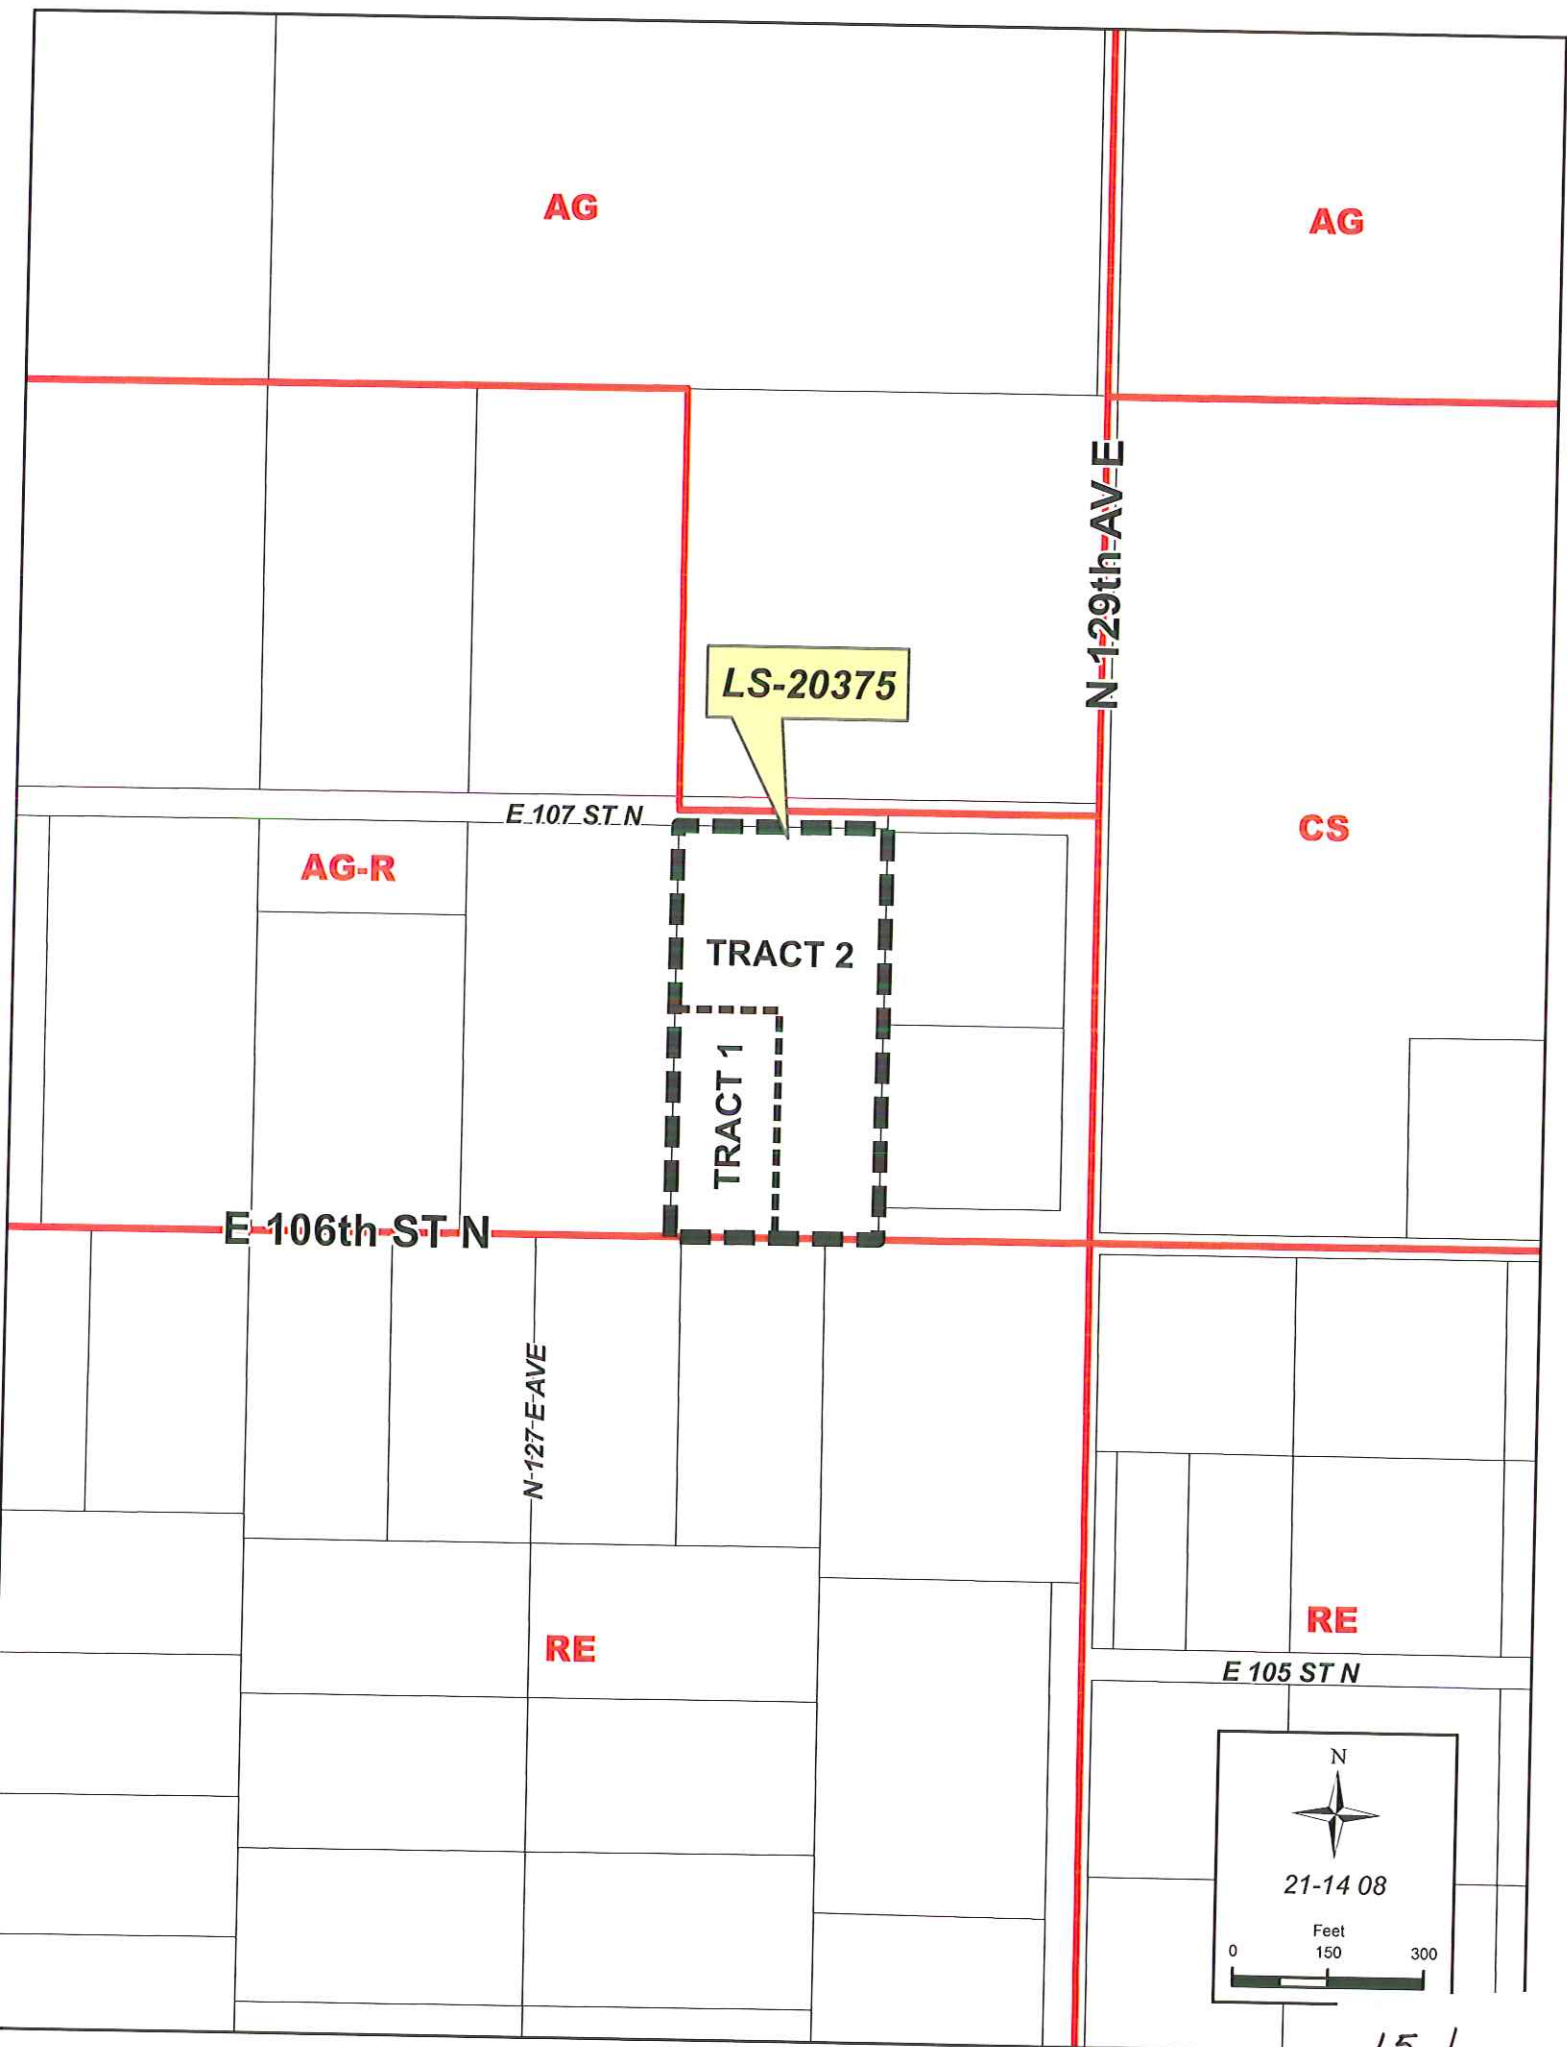 AG
AG
N 129th AV E
LS-20375
E 107 ST N
CS
AG-R
TRACT 2
TRACT 1
E 106th ST N
N 127 E AVE
RE
RE
E 105 ST N
N
21-14 08
Feet
0 150 300